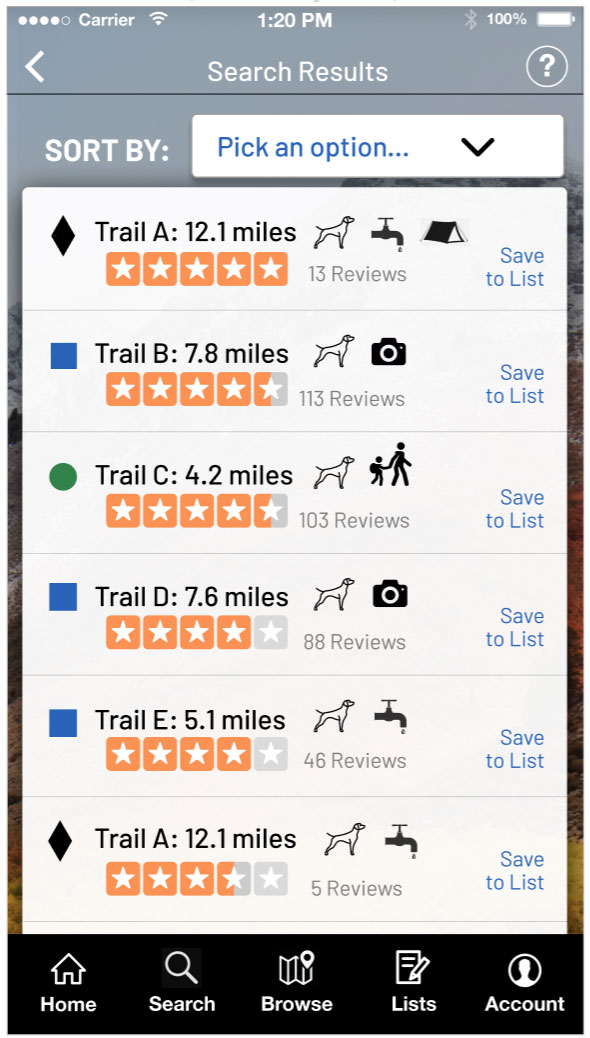 Carrier 1:20 PM 100%
Search Results ?
SORT BY: Pick an option...
Trail A: 12.1 miles
13 Reviews
Save
to List
Trail B: 7.8 miles
113 Reviews
Save
to List
Trail C: 4.2 miles
103 Reviews
Save
to List
Trail D: 7.6 miles
88 Reviews
Save
to List
Trail E: 5.1 miles
46 Reviews
Save
to List
Trail A: 12.1 miles
5 Reviews
Save
to List
Home Search Browse Lists Account